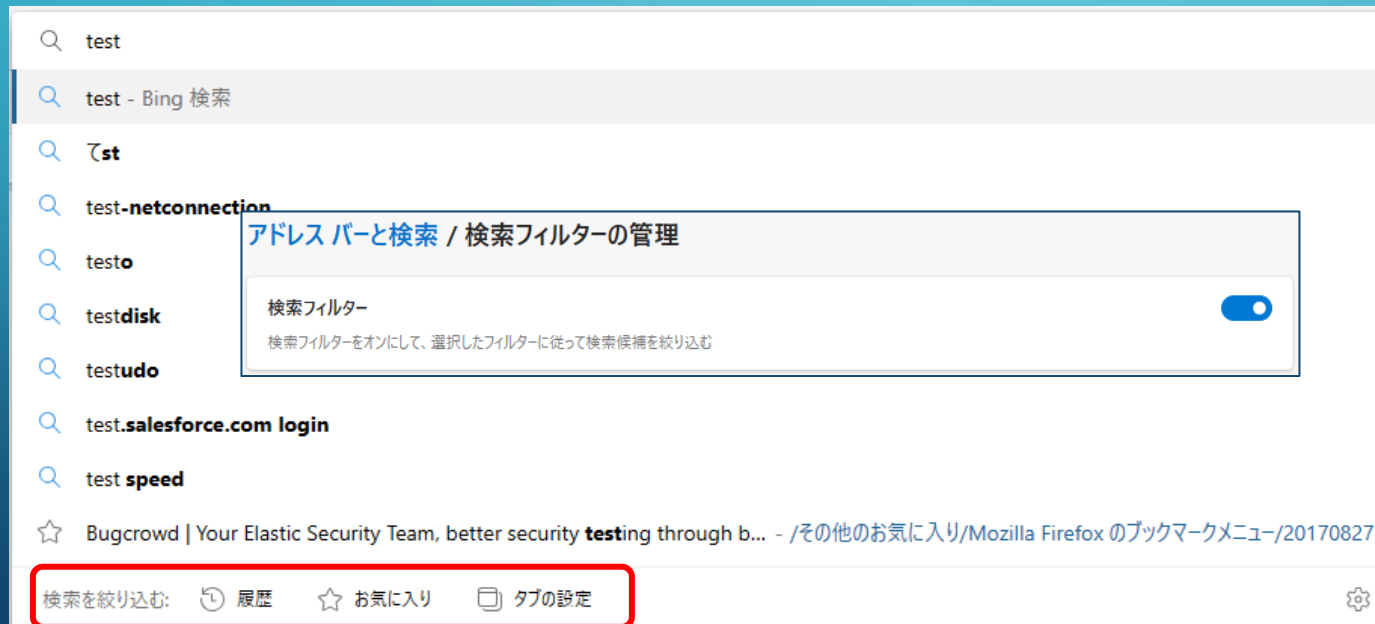 test
test - Bing 検索
てst
test-netconnection
testo
testdisk
testudo
test.salesforce.com login
test speed
Bugcrowd | Your Elastic Security Team, better security testing through b... - /その他のお気に入り/Mozilla Firefox のブックマークメニュー/20170827
アドレス バーと検索 / 検索フィルターの管理
検索フィルター
検索フィルターをオンにして、選択したフィルターに従って検索候補を絞り込む
検索を絞り込む: 履歴 お気に入り タブの設定